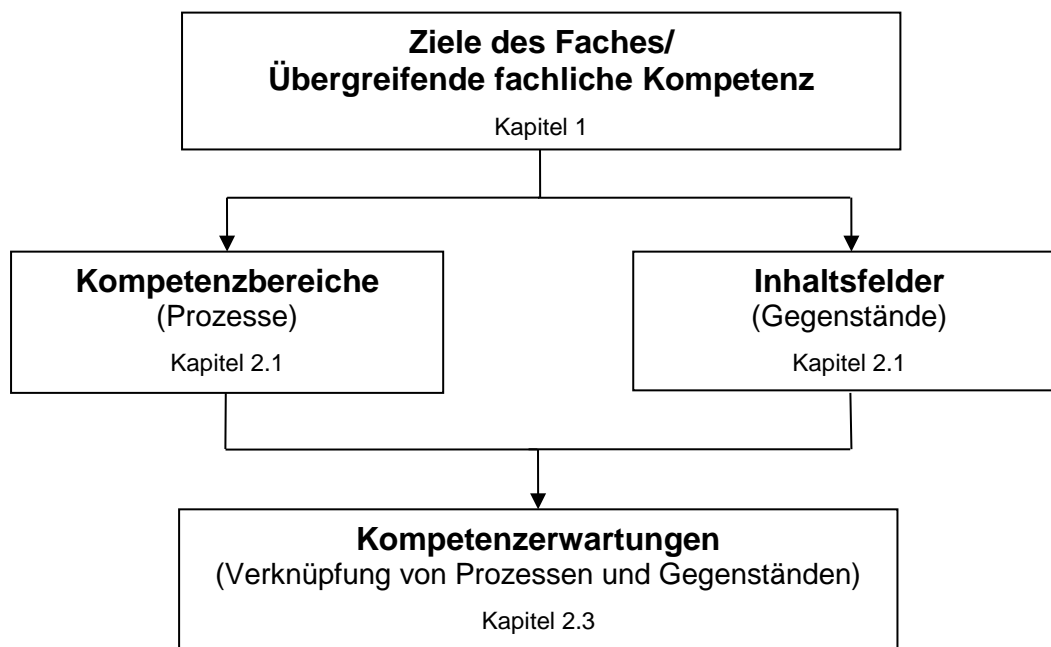 Ziele des Faches/
Übergreifende fachliche Kompetenz
Kapitel 1
Kompetenzbereiche
(Prozesse)
Kapitel 2.1
Inhaltsfelder
(Gegenstände)
Kapitel 2.1
Kompetenzerwartungen
(Verknüpfung von Prozessen und Gegenständen)
Kapitel 2.3